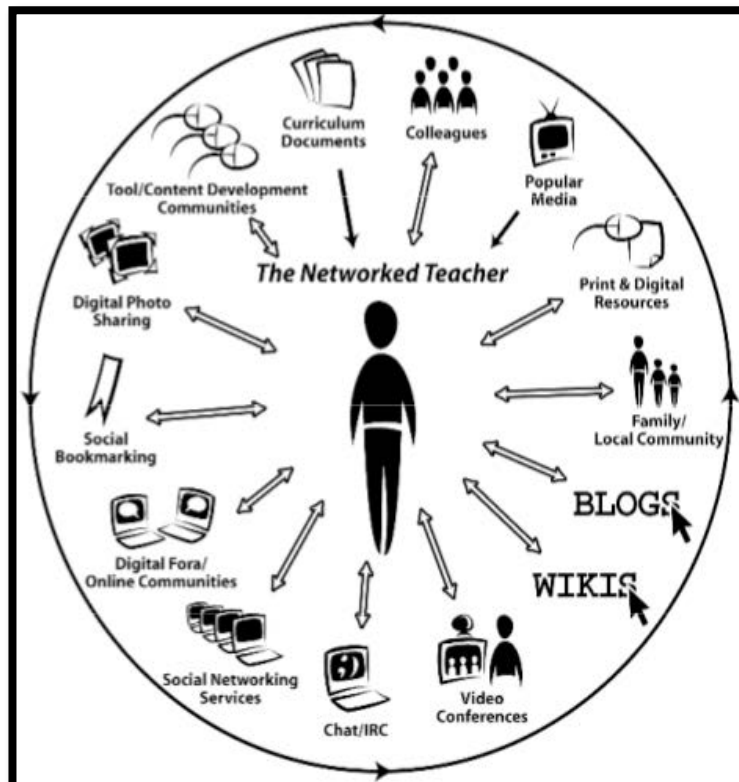 Curriculum
Documents
Colleagues
Popular
Media
Tool/Content Development
Communities
The Networked Teacher
Print & Digital
Resources
Digital Photo
Sharing
Family/
Local Community
Social
Bookmarking
BLOGS
Digital Fora/
Online Communities
WIKIS
Social Networking
Services
Chat/IRC
Video
Conferences